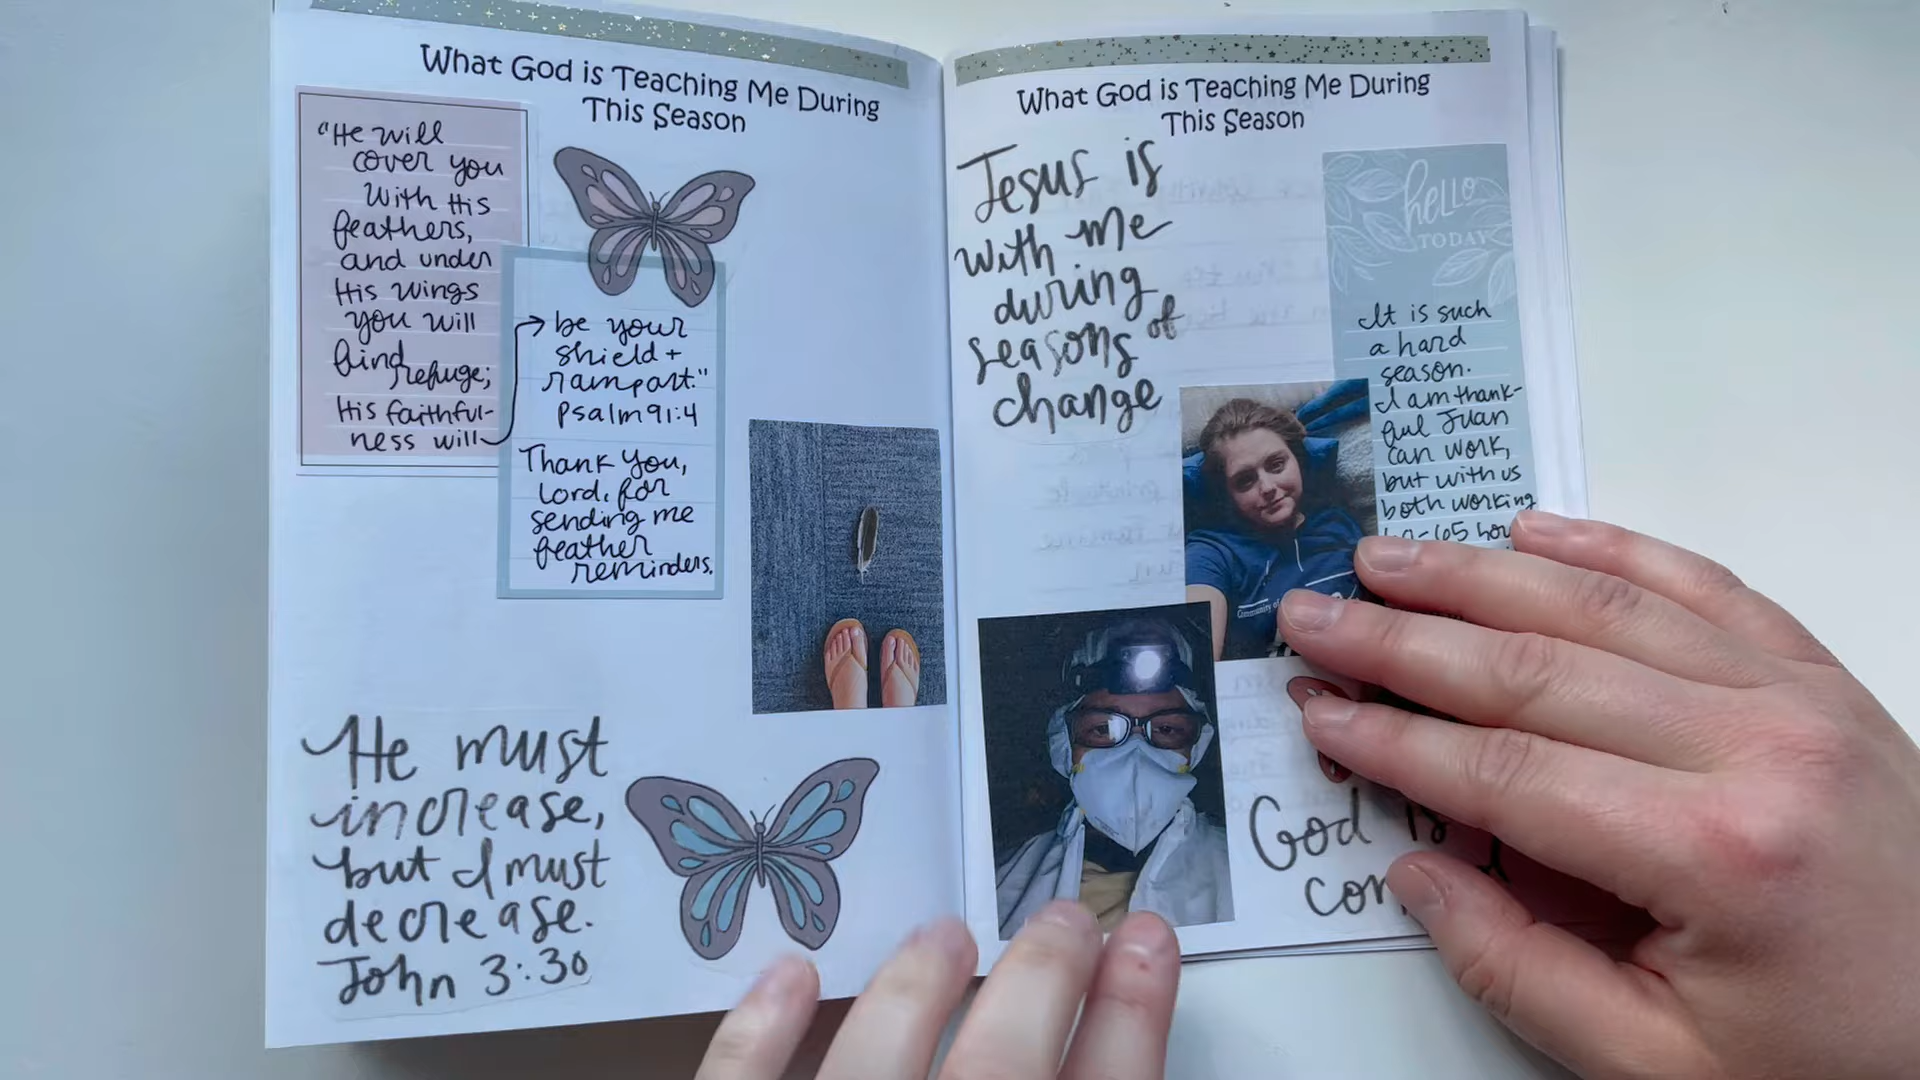 What God is Teaching Me During
This Season
"He will
cover you
With His
feathers,
and under
His wings
you will
find
refuge;
His faithful-
ness will
be your
shield +
rampart."
Psalm 91:4
Thank You,
Lord, for
sending me
feather
reminders.
He must
increase,
but I must
decrease.
John 3:30
What God is Teaching Me During
This Season
Jesus is
with me
during
seasons of
change
hello
TODAY
It is such
a hard
season.
I am thank-
ful Juan
can work,
but with us
both working
Community of
God is